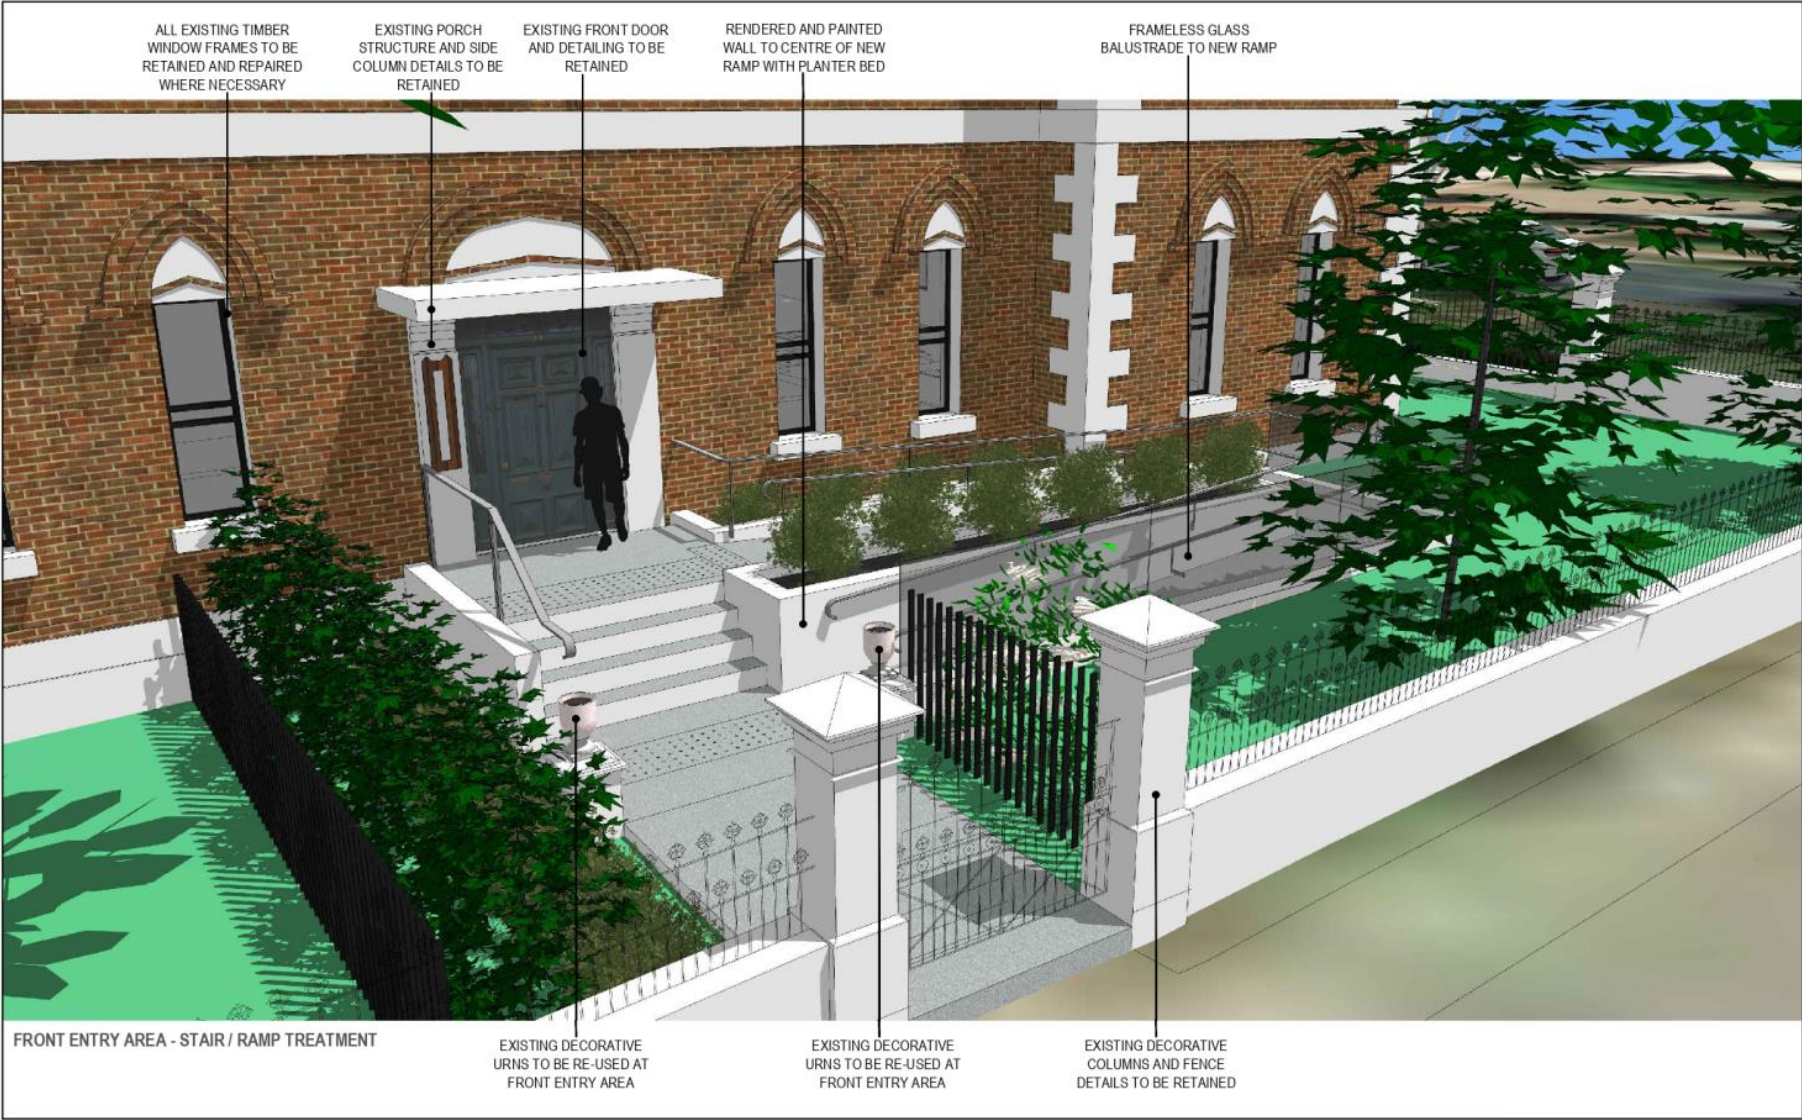 ALL EXISTING TIMBER
WINDOW FRAMES TO BE
RETAINED AND REPAIRED
WHERE NECESSARY
EXISTING PORCH
STRUCTURE AND SIDE
COLUMN DETAILS TO BE
RETAINED
EXISTING FRONT DOOR
AND DETAILING TO BE
RETAINED
RENDERED AND PAINTED
WALL TO CENTRE OF NEW
RAMP WITH PLANTER BED
FRAMELESS GLASS
BALUSTRADE TO NEW RAMP
FRONT ENTRY AREA - STAIR / RAMP TREATMENT
EXISTING DECORATIVE
URNS TO BE RE-USED AT
FRONT ENTRY AREA
EXISTING DECORATIVE
URNS TO BE RE-USED AT
FRONT ENTRY AREA
EXISTING DECORATIVE
COLUMNS AND FENCE
DETAILS TO BE RETAINED